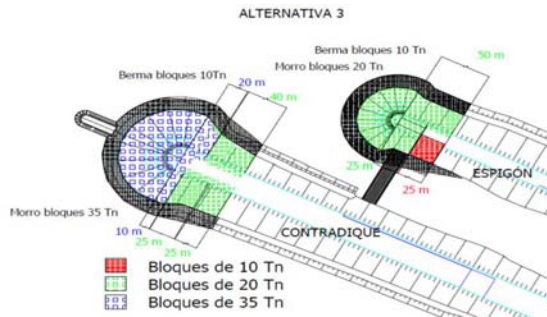 ALTERNATIVA 3
Berma bloques 10 Tn
50 m
Morro bloques 20 Tn
Berma bloques 10Tn
20 m
40 m
25 m
25 m
ESPIGÓN
Morro bloques 35 Tn
10 m
25 m
25 m
CONTRADIQUE
Bloques de 10 Tn
Bloques de 20 Tn
Bloques de 35 Tn